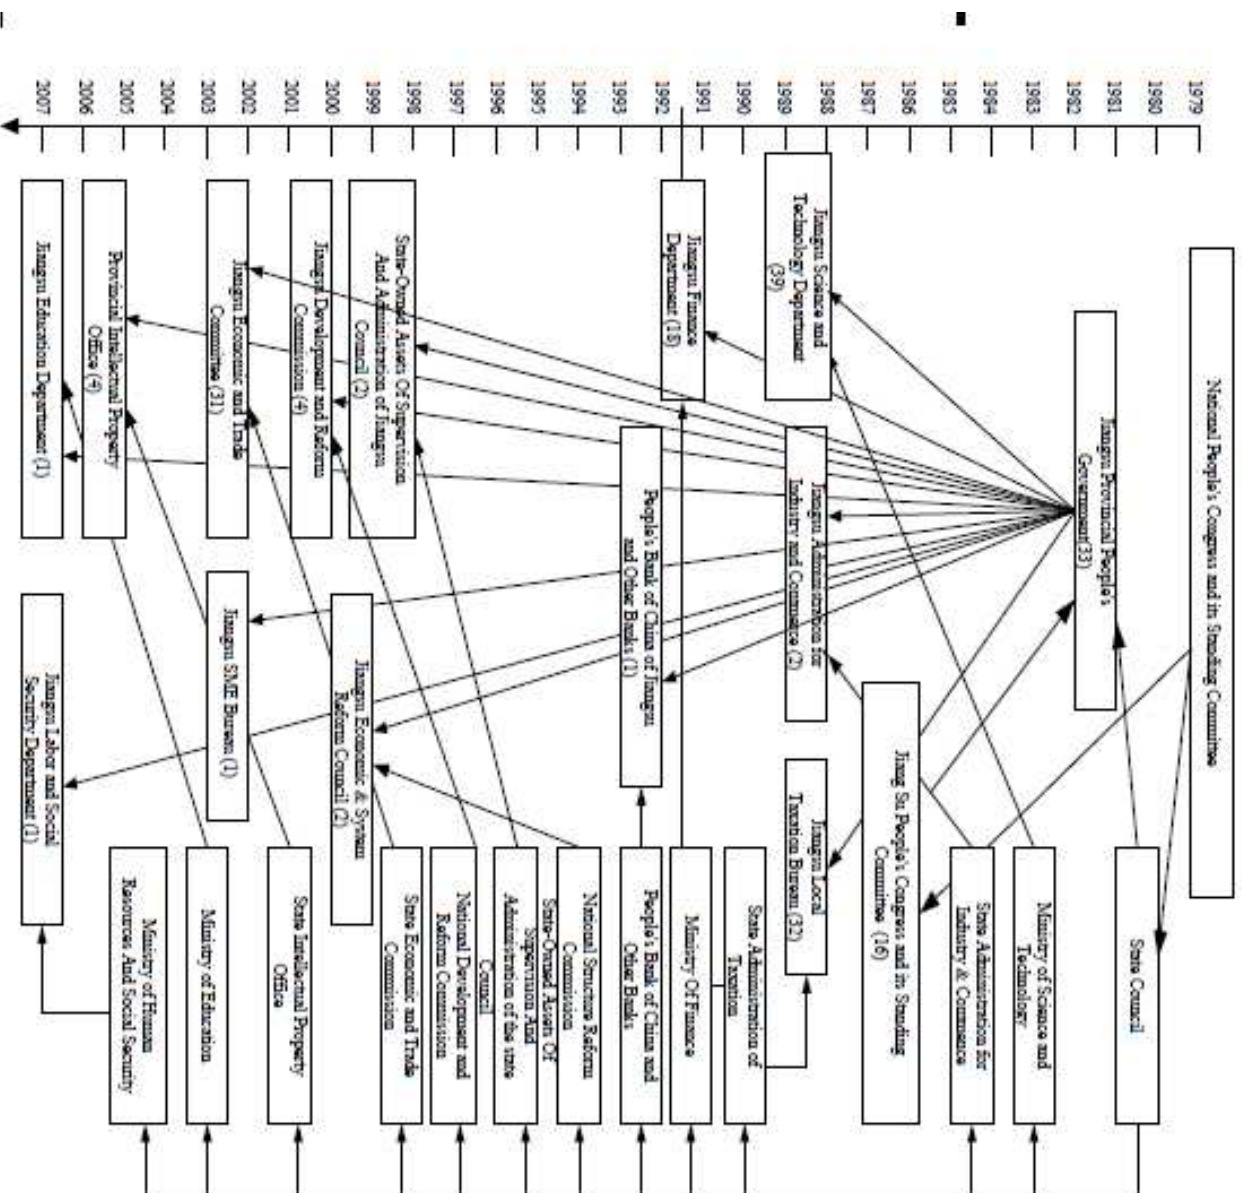 1979
1980
1981
1982
1983
1984
1985
1986
1987
1988
1989
1990
1991
1992
1993
1994
1995
1996
1997
1998
1999
2000
2001
2002
2003
2004
2005
2006
2007
National People's Congress and its Standing Committee
Jiangsu Provincial People's
Government(33)
State Council
Ministry of Science and
Technology
State Administration for
Industry & Commence
Jiang Su People's Congress and its Standing
Committee (16)
Jiangsu Science and
Technology Department
(39)
Jiangsu Administration for
Industry and Commerce (2)
Jiangsu Local
Taxation Bureau (32)
State Administration of
Taxation
Jiangsu Finance
Department (18)
Ministry Of Finance
People's Bank of China of Jiangsu
and Other Banks (1)
People's Bank of China and
Other Banks
National Structure Reform
Commission
State-Owned Assets Of
Supervision And
Administration of the state
Council
National Development and
Reform Commission
State Economic and Trade
Commission
State-Owned Assets Of Supervision
And Administration of Jiangsu
Council (2)
Jiangsu Economic & System
Reform Council (2)
Jiangsu Development and Reform
Commission (4)
Jiangsu Economic and Trade
Committee (31)
Jiangsu SME Bureau (1)
State Intellectual Property
Office
Ministry of Education
Provincial Intellectual Property
Office (4)
Ministry of Human
Resources And Social Security
Jiangsu Education Department (1)
Jiangsu Labor and Social
Security Department (1)